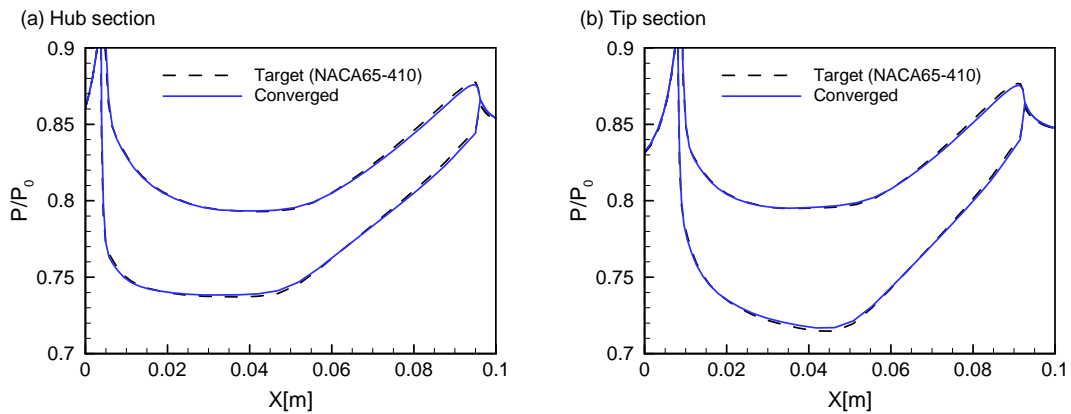 (a) Hub section
0.9
0.85
0.8
0.75
0.7
P/P0
Target (NACA65-410)
Converged
0 0.02 0.04 0.06 0.08 0.1
X[m]
(b) Tip section
0.9
0.85
0.8
0.75
0.7
P/P0
Target (NACA65-410)
Converged
0 0.02 0.04 0.06 0.08 0.1
X[m]